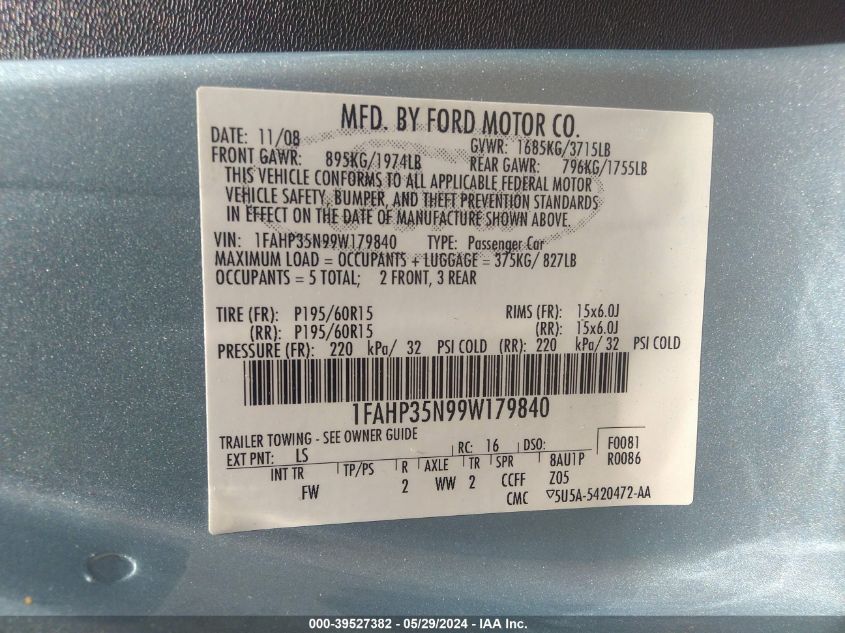 MFD. BY FORD MOTOR CO.
DATE: 11/08 GVWR: 1685KG/3715LB
FRONT GAWR: 895KG/1974LB REAR GAWR: 796KG/1755LB
THIS VEHICLE CONFORMS TO ALL APPLICABLE FEDERAL MOTOR
VEHICLE SAFETY, BUMPER, AND THEFT PREVENTION STANDARDS
IN EFFECT ON THE DATE OF MANUFACTURE SHOWN ABOVE.
VIN: 1FAHP35N99W179840 TYPE: Passenger Car
MAXIMUM LOAD = OCCUPANTS + LUGGAGE = 375KG/ 827LB
OCCUPANTS = 5 TOTAL; 2 FRONT, 3 REAR
TIRE (FR): P195/60R15 RIMS (FR): 15x6.0J
(RR): P195/60R15 (RR): 15x6.0J
PRESSURE (FR): 220 kPa/ 32 PSI COLD (RR): 220 kPa/ 32 PSI COLD
1FAHP35N99W179840
TRAILER TOWING - SEE OWNER GUIDE
EXT PNT: LS RC: 16 DSO: F0081
INT TR TP/PS R AXLE TR SPR 8AU1P R0086
FW 2 WW 2 CCFF Z05
CMC ▽5U5A-5420472-AA
000-39527382 - 05/29/2024 - IAA Inc.